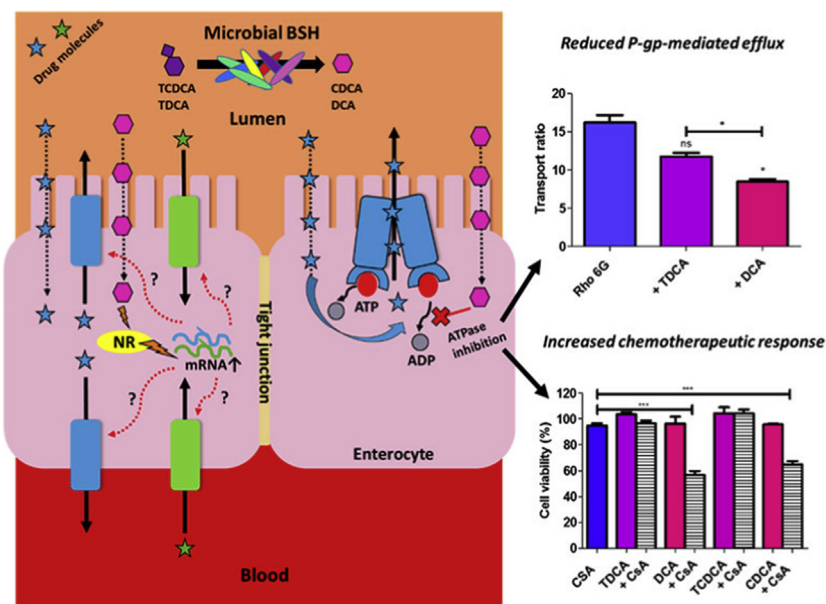 Drug molecules
Microbial BSH
TCDCA
TDCA
CDCA
DCA
Lumen
?
?
NR
mRNA
?
?
Tight junction
ATP
ADP
ATPase
inhibition
Enterocyte
Blood
Reduced P-gp-mediated efflux
Transport ratio
20
15
10
5
0
ns
*
*
Rho 6G
+ TDCA
+ DCA
Increased chemotherapeutic response
Cell viability (%)
120
100
80
60
40
20
0
***
***
CSA
TDCA
+ CsA
DCA
+ CsA
TCDCA
+ CsA
CDCA
+ CsA